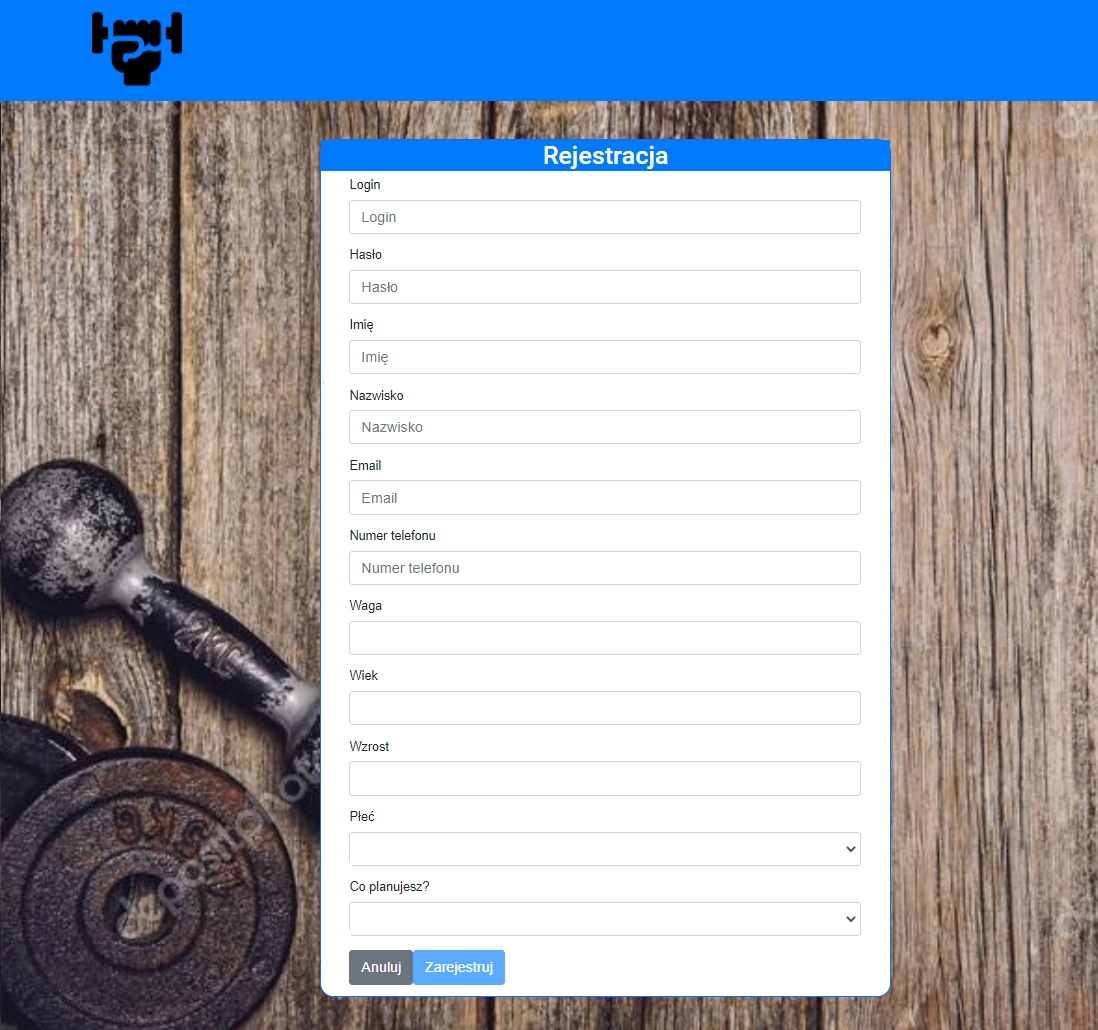 Rejestracja
Login
Login
Hasło
Hasło
Imię
Imię
Nazwisko
Nazwisko
Email
Email
Numer telefonu
Numer telefonu
Waga
Wiek
Wzrost
Płeć
Co planujesz?
Anuluj Zarejestruj